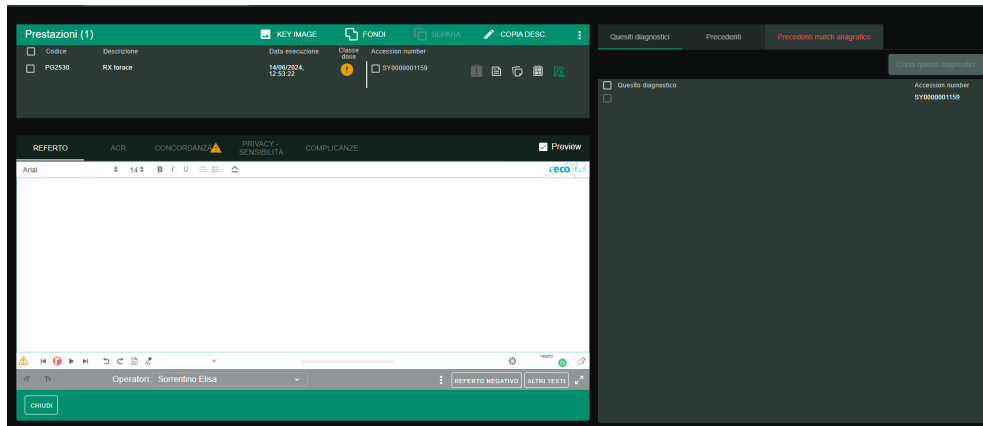 Prestazioni (1)
KEY IMAGE
FONDI
SEPARA
COPIA DESC.
Codice
Descrizione
Data esecuzione
Classe dose
Accession number
PG2530
RX torace
14/06/2024, 12:53:22
SY0000001159
REFERTO
ACR
CONCORDANZA
PRIVACY - SENSIBILITÀ
COMPLICANZE
Preview
Arial
14
B I U
ready
Operatori:
Sorrentino Elisa
REFERTO NEGATIVO
ALTRI TESTI
CHIUDI
Quesiti diagnostici
Precedenti
Precedenti match anagrafico
Copia quesiti diagnostici
Quesito diagnostico
Accession number
SY0000001159